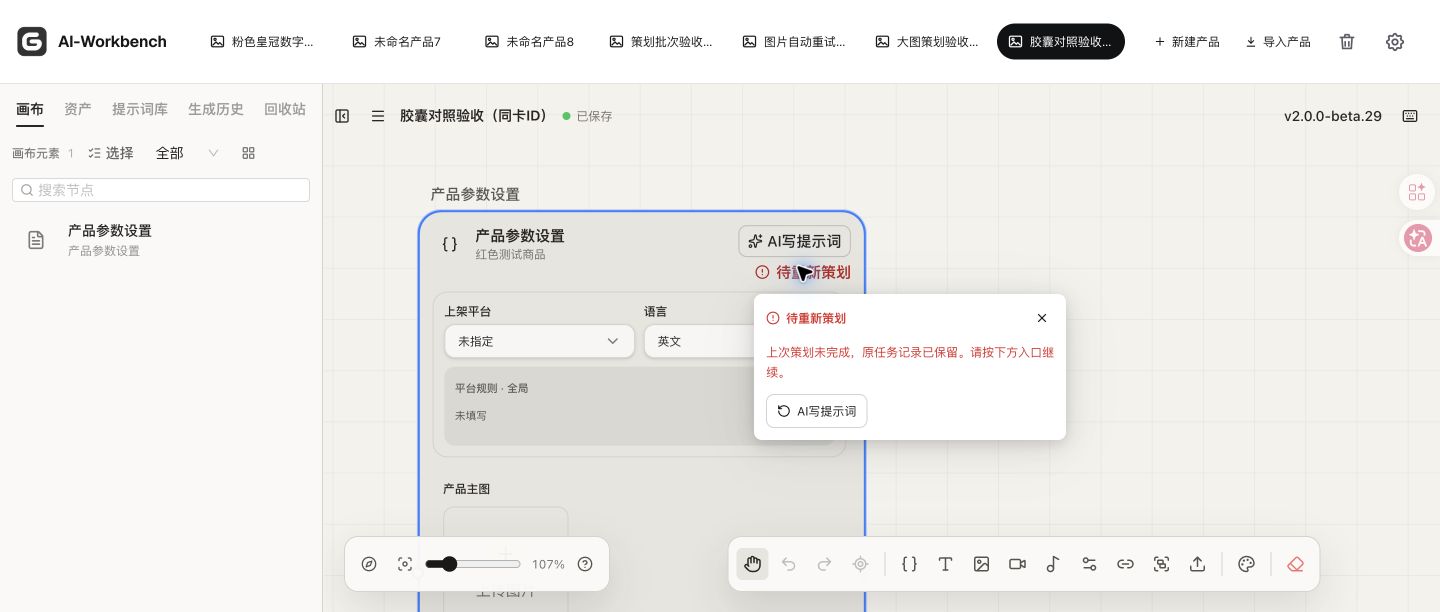 AI-Workbench
粉色皇冠数字...
未命名产品7
未命名产品8
策划批次验收...
图片自动重试...
大图策划验收...
胶囊对照验收...
新建产品
导入产品
画布
资产
提示词库
生成历史
回收站
画布元素 1
选择
全部
搜索节点
产品参数设置
产品参数设置
胶囊对照验收（同卡ID）
已保存
v2.0.0-beta.29
产品参数设置
产品参数设置
红色测试商品
AI写提示词
待重新策划
上架平台
语言
未指定
英文
平台规则 · 全局
未填写
待重新策划
上次策划未完成，原任务记录已保留。请按下方入口继
续。
AI写提示词
产品主图
上传图片
107%